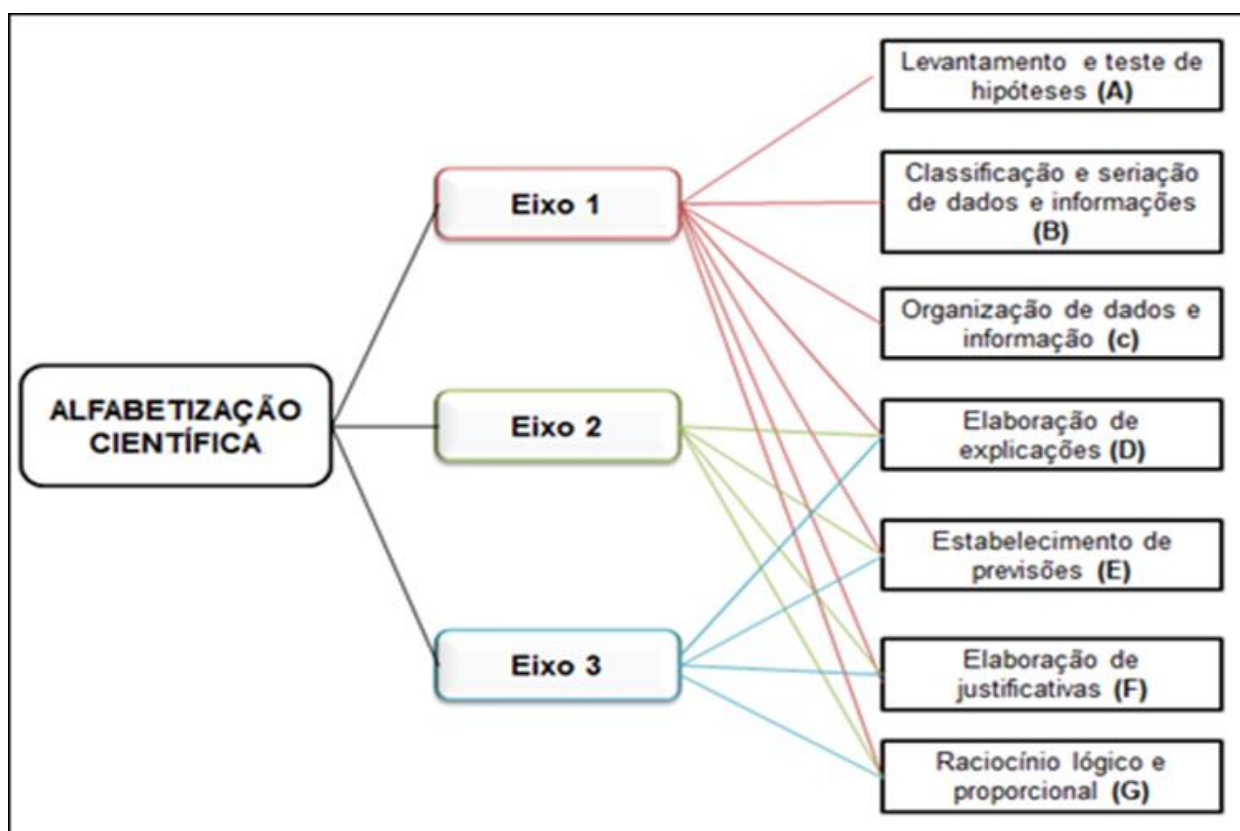 ALFABETIZAÇÃO
CIENTÍFICA
Eixo 1
Eixo 2
Eixo 3
Levantamento e teste de
hipóteses (A)
Classificação e seriação
de dados e informações
(B)
Organização de dados e
informação (c)
Elaboração de
explicações (D)
Estabelecimento de
previsões (E)
Elaboração de
justificativas (F)
Raciocínio lógico e
proporcional (G)